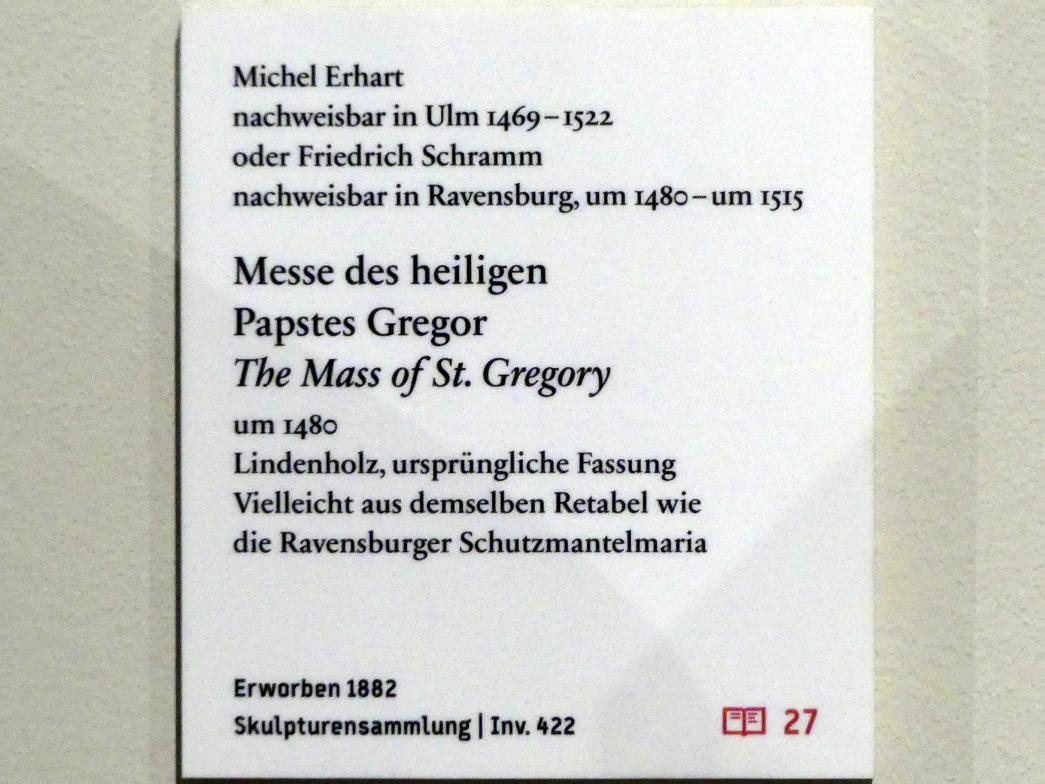 Michel Erhart
nachweisbar in Ulm 1469–1522
oder Friedrich Schramm
nachweisbar in Ravensburg, um 1480–um 1515
Messe des heiligen
Papstes Gregor
The Mass of St. Gregory
um 1480
Lindenholz, ursprüngliche Fassung
Vielleicht aus demselben Retabel wie
die Ravensburger Schutzmantelmaria
Erworben 1882
Skulpturensammlung | Inv. 422
27